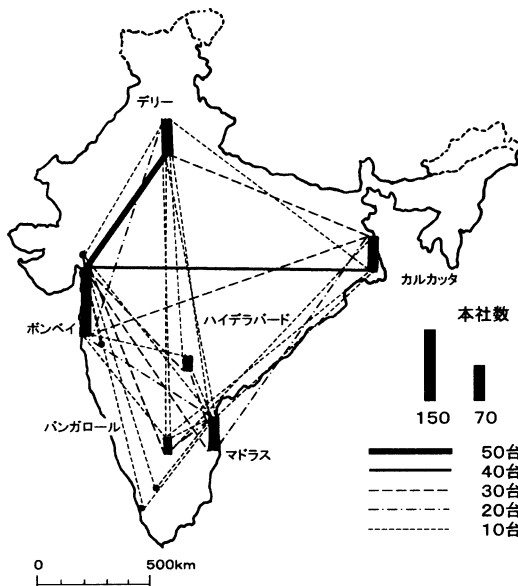 デリー
カルカッタ
ボンベイ
ハイデラバード
バンガロール
マドラス
本社数
150 70
50台
40台
30台
20台
10台
0 500km